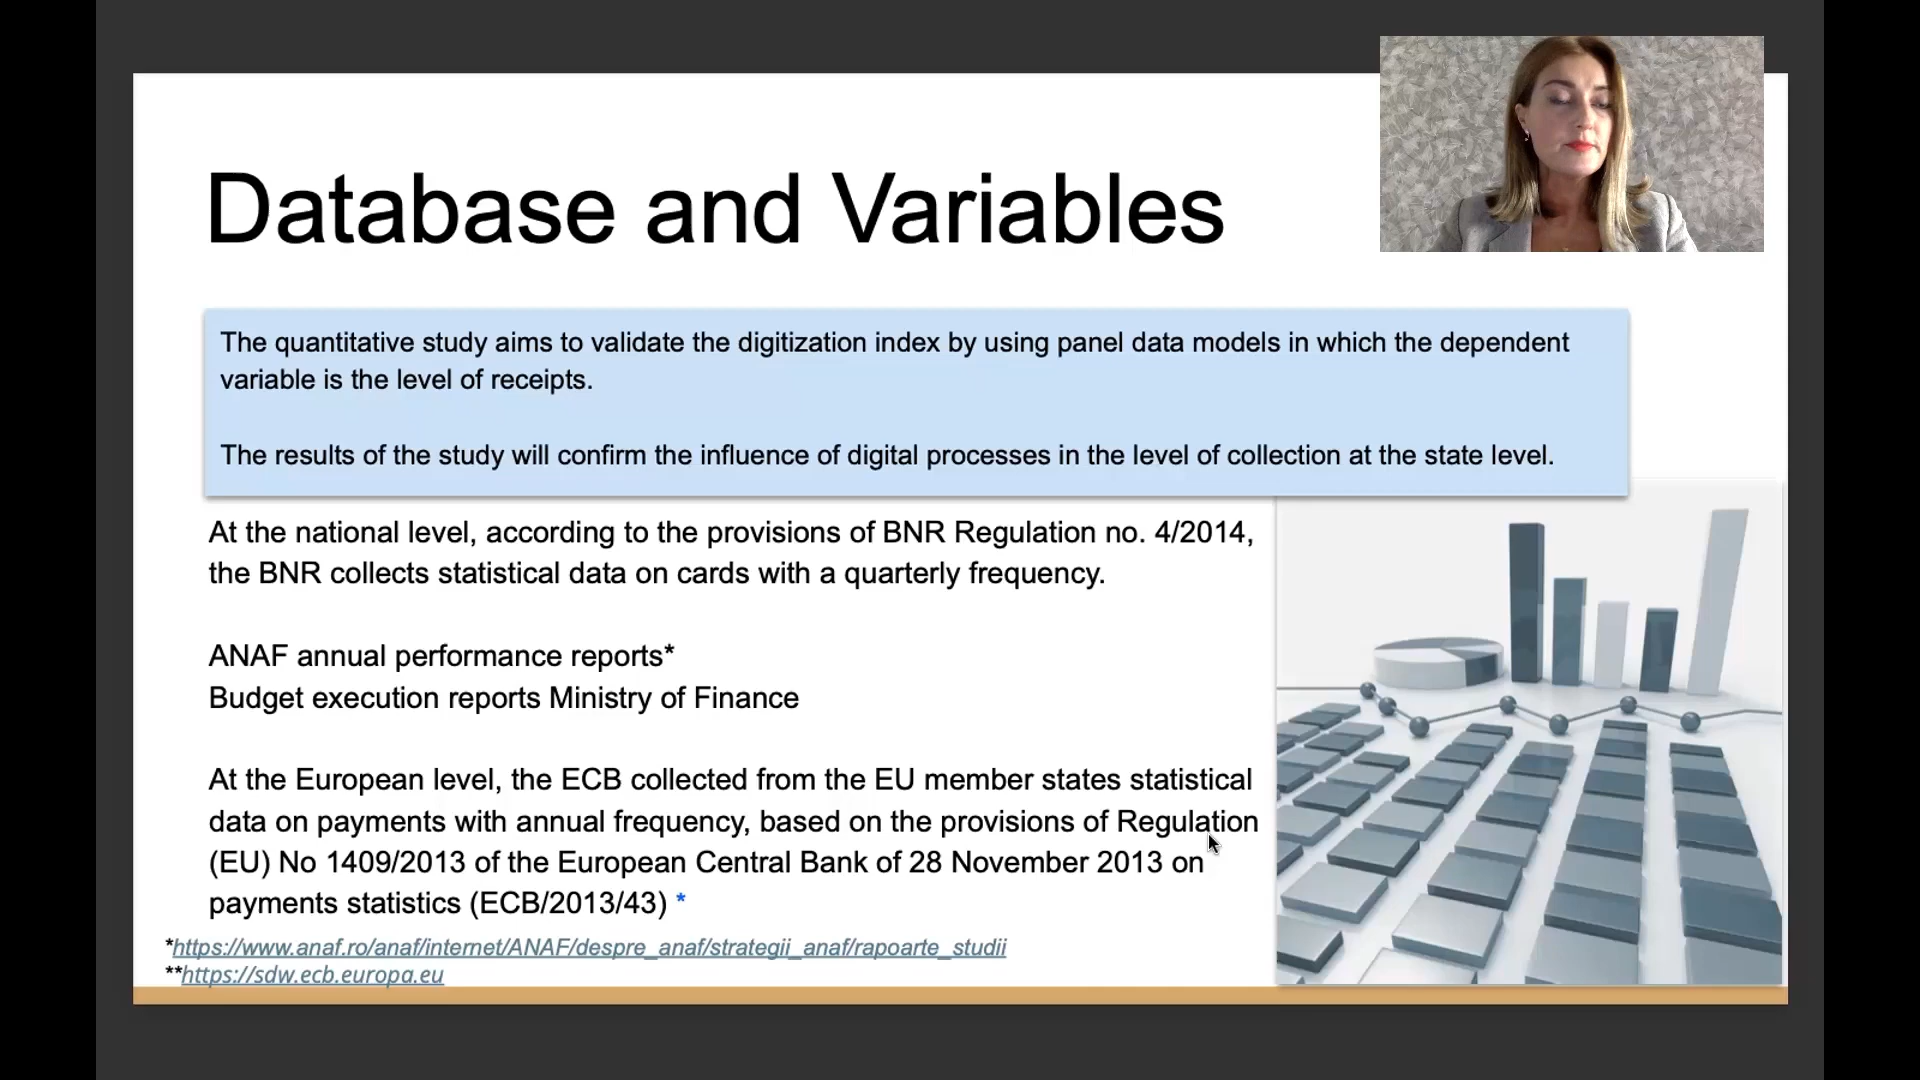 Database and Variables
The quantitative study aims to validate the digitization index by using panel data models in which the dependent
variable is the level of receipts.
The results of the study will confirm the influence of digital processes in the level of collection at the state level.
At the national level, according to the provisions of BNR Regulation no. 4/2014,
the BNR collects statistical data on cards with a quarterly frequency.
ANAF annual performance reports*
Budget execution reports Ministry of Finance
At the European level, the ECB collected from the EU member states statistical
data on payments with annual frequency, based on the provisions of Regulation
(EU) No 1409/2013 of the European Central Bank of 28 November 2013 on
payments statistics (ECB/2013/43) *
*https://www.anaf.ro/anaf/internet/ANAF/despre_anaf/strategii_anaf/rapoarte_studii
**https://sdw.ecb.europa.eu